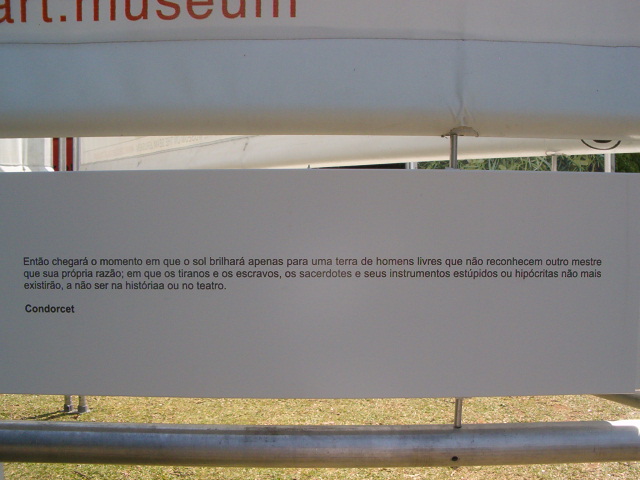 art.museum
Então chegará o momento em que o sol brilhará apenas para uma terra de homens livres que não reconhecem outro mestre
que sua própria razão; em que os tiranos e os escravos, os sacerdotes e seus instrumentos estúpidos ou hipócritas não mais
existirão, a não ser na históriaa ou no teatro.
Condorcet